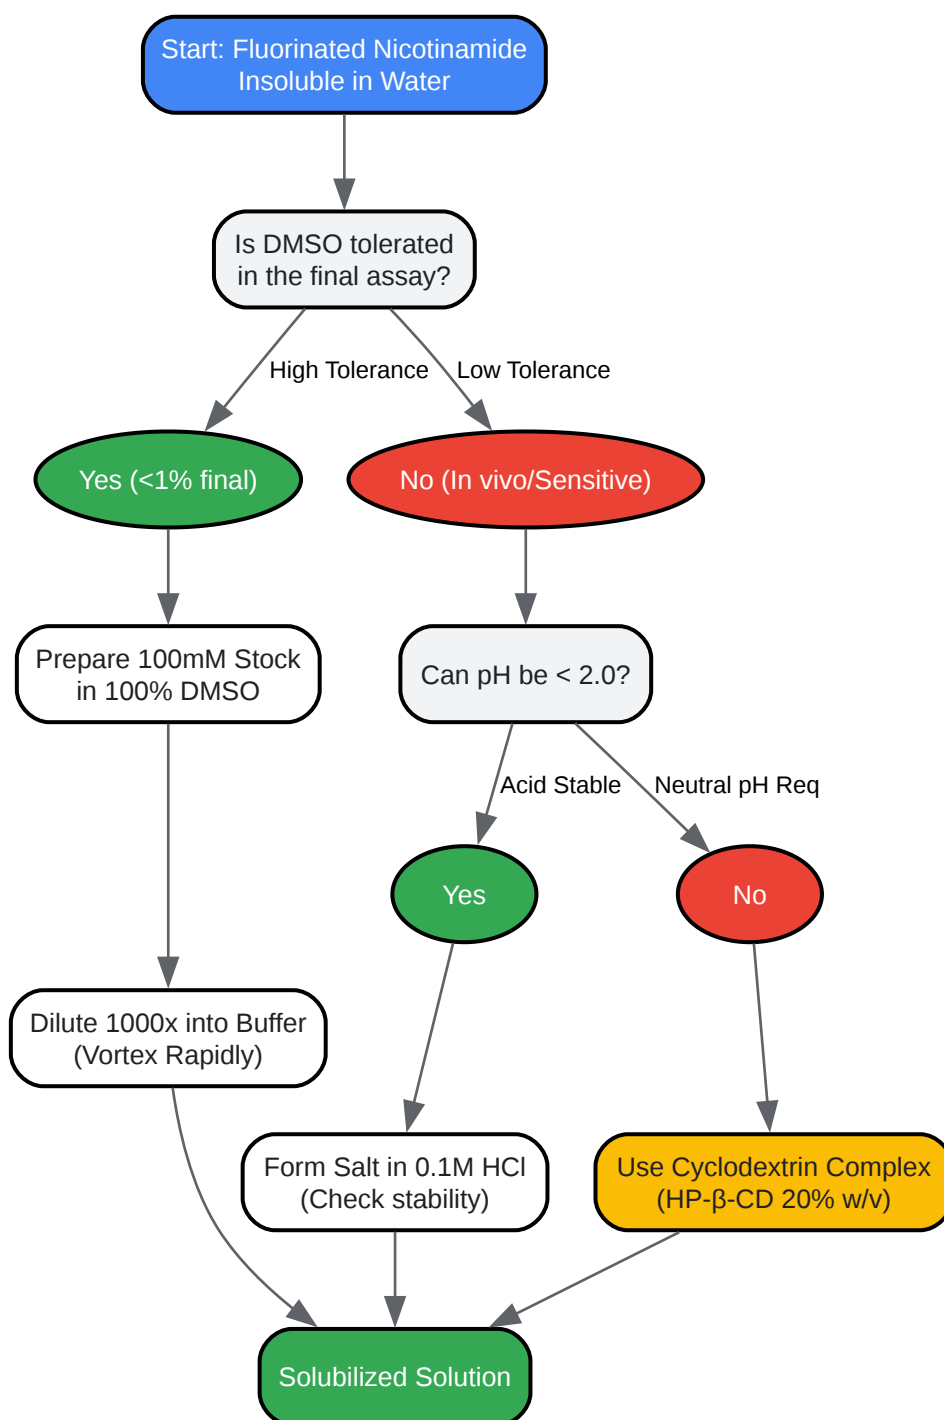 Start: Fluorinated Nicotinamide
Insoluble in Water
Is DMSO tolerated
in the final assay?
High Tolerance
Low Tolerance
Yes (<1% final)
No (In vivo/Sensitive)
Prepare 100mM Stock
in 100% DMSO
Can pH be < 2.0?
Acid Stable
Neutral pH Req
Yes
No
Dilute 1000x into Buffer
(Vortex Rapidly)
Form Salt in 0.1M HCl
(Check stability)
Use Cyclodextrin Complex
(HP-β-CD 20% w/v)
Solubilized Solution